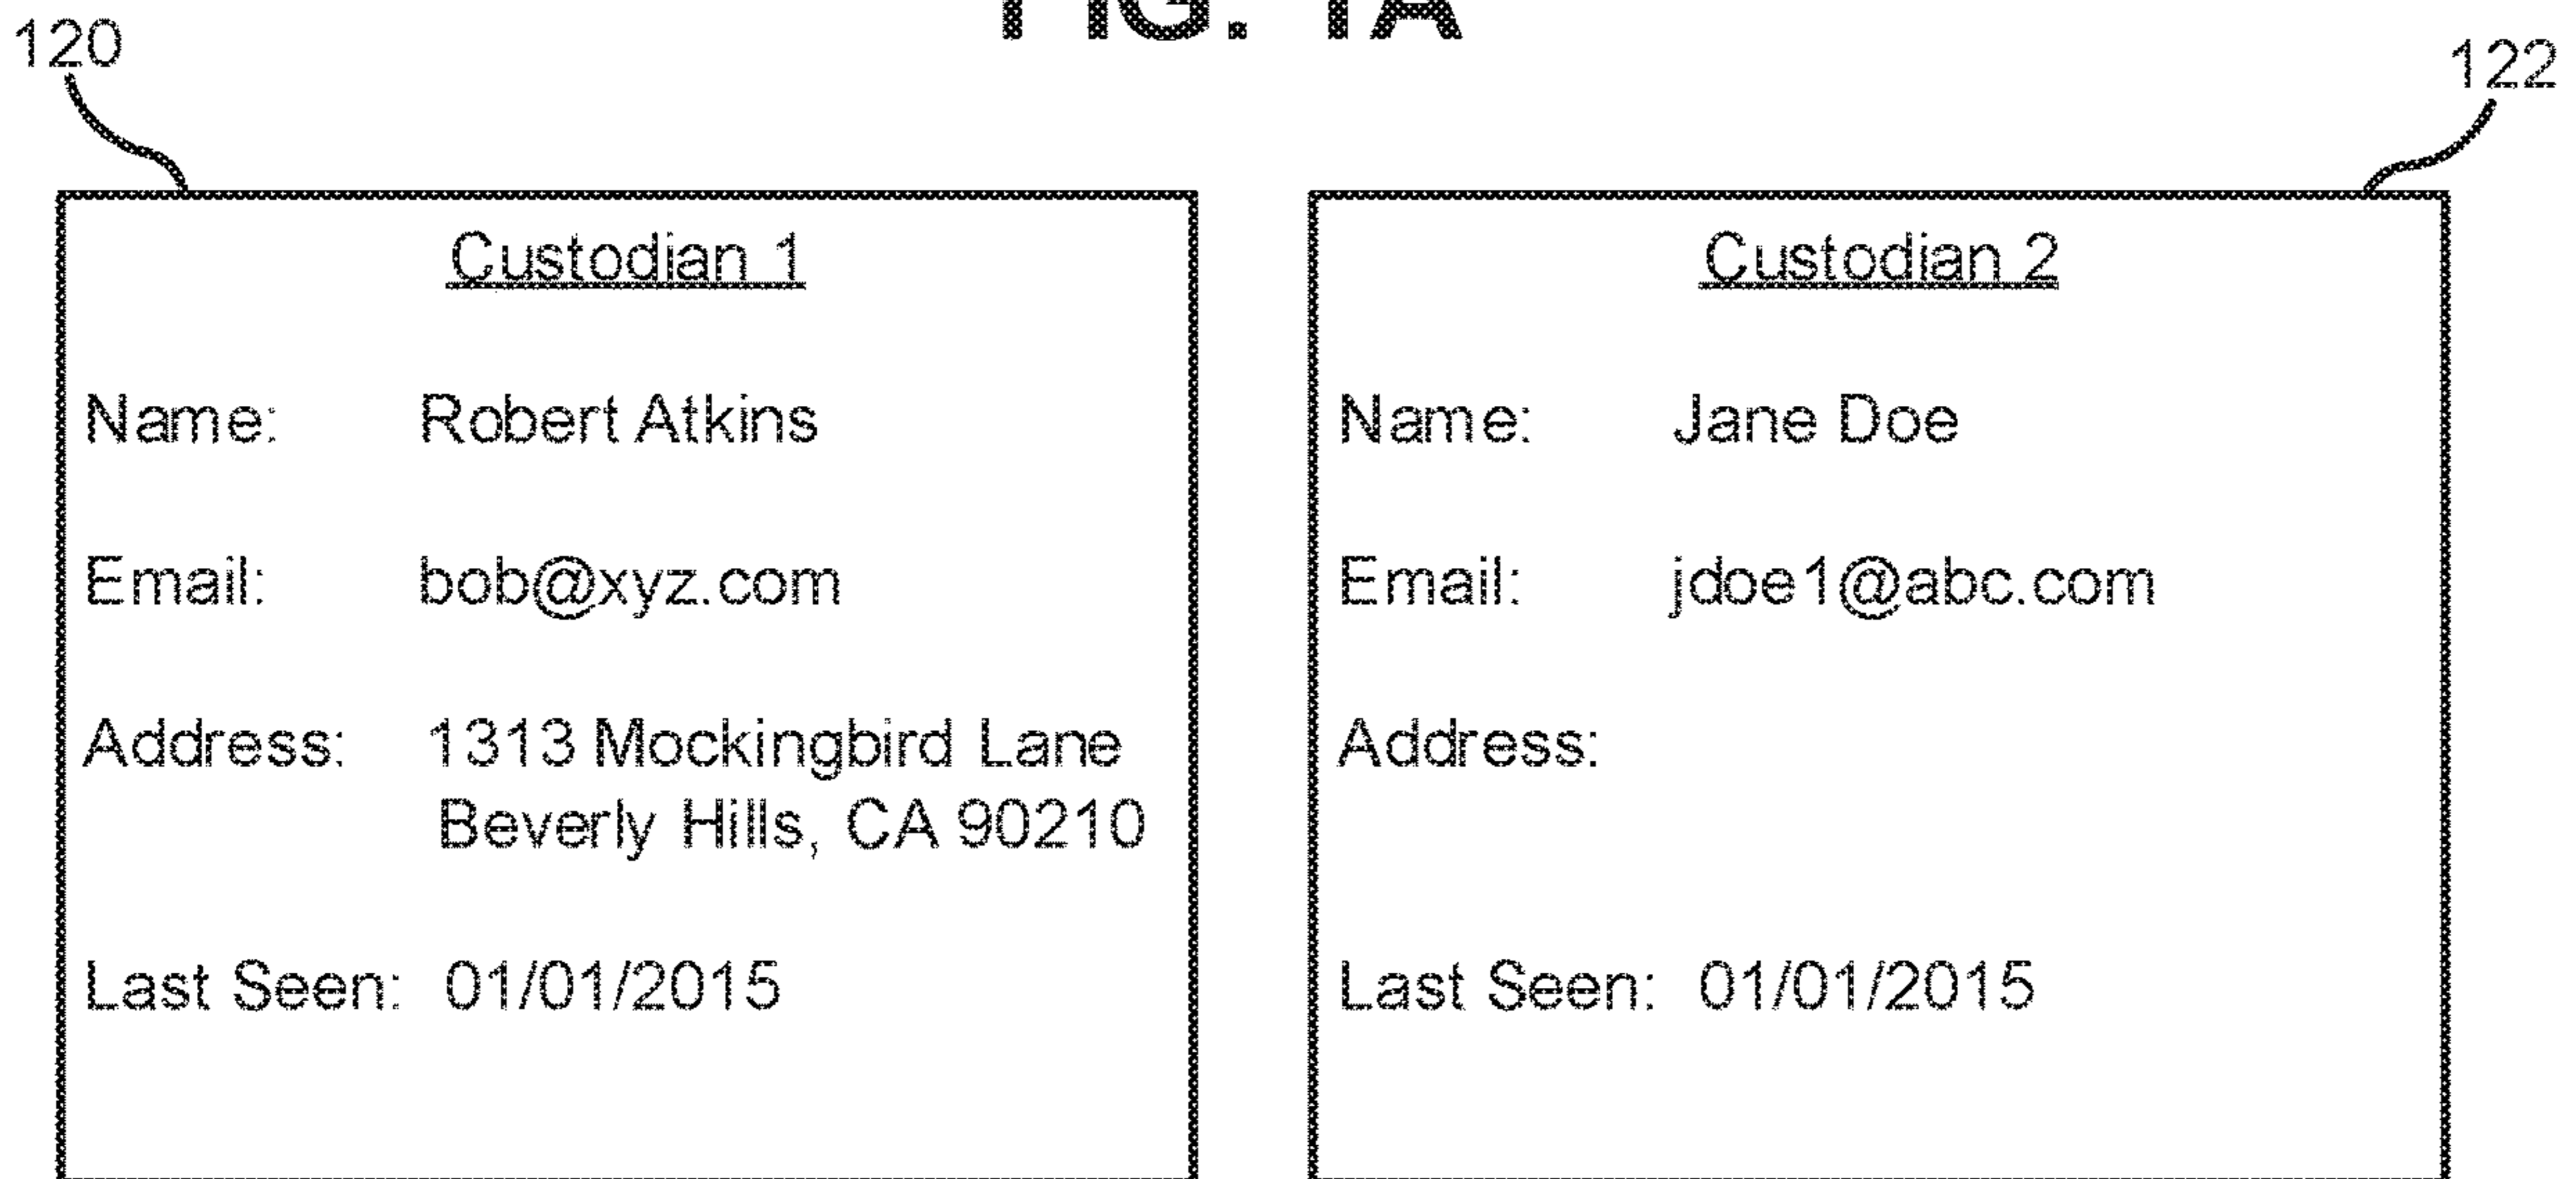 FIG. 1A
120
122
Custodian 1
Name: Robert Atkins
Email: bob@xyz.com
Address: 1313 Mockingbird Lane
Beverly Hills, CA 90210
Last Seen: 01/01/2015
Custodian 2
Name: Jane Doe
Email: jdoe1@abc.com
Address:
Last Seen: 01/01/2015